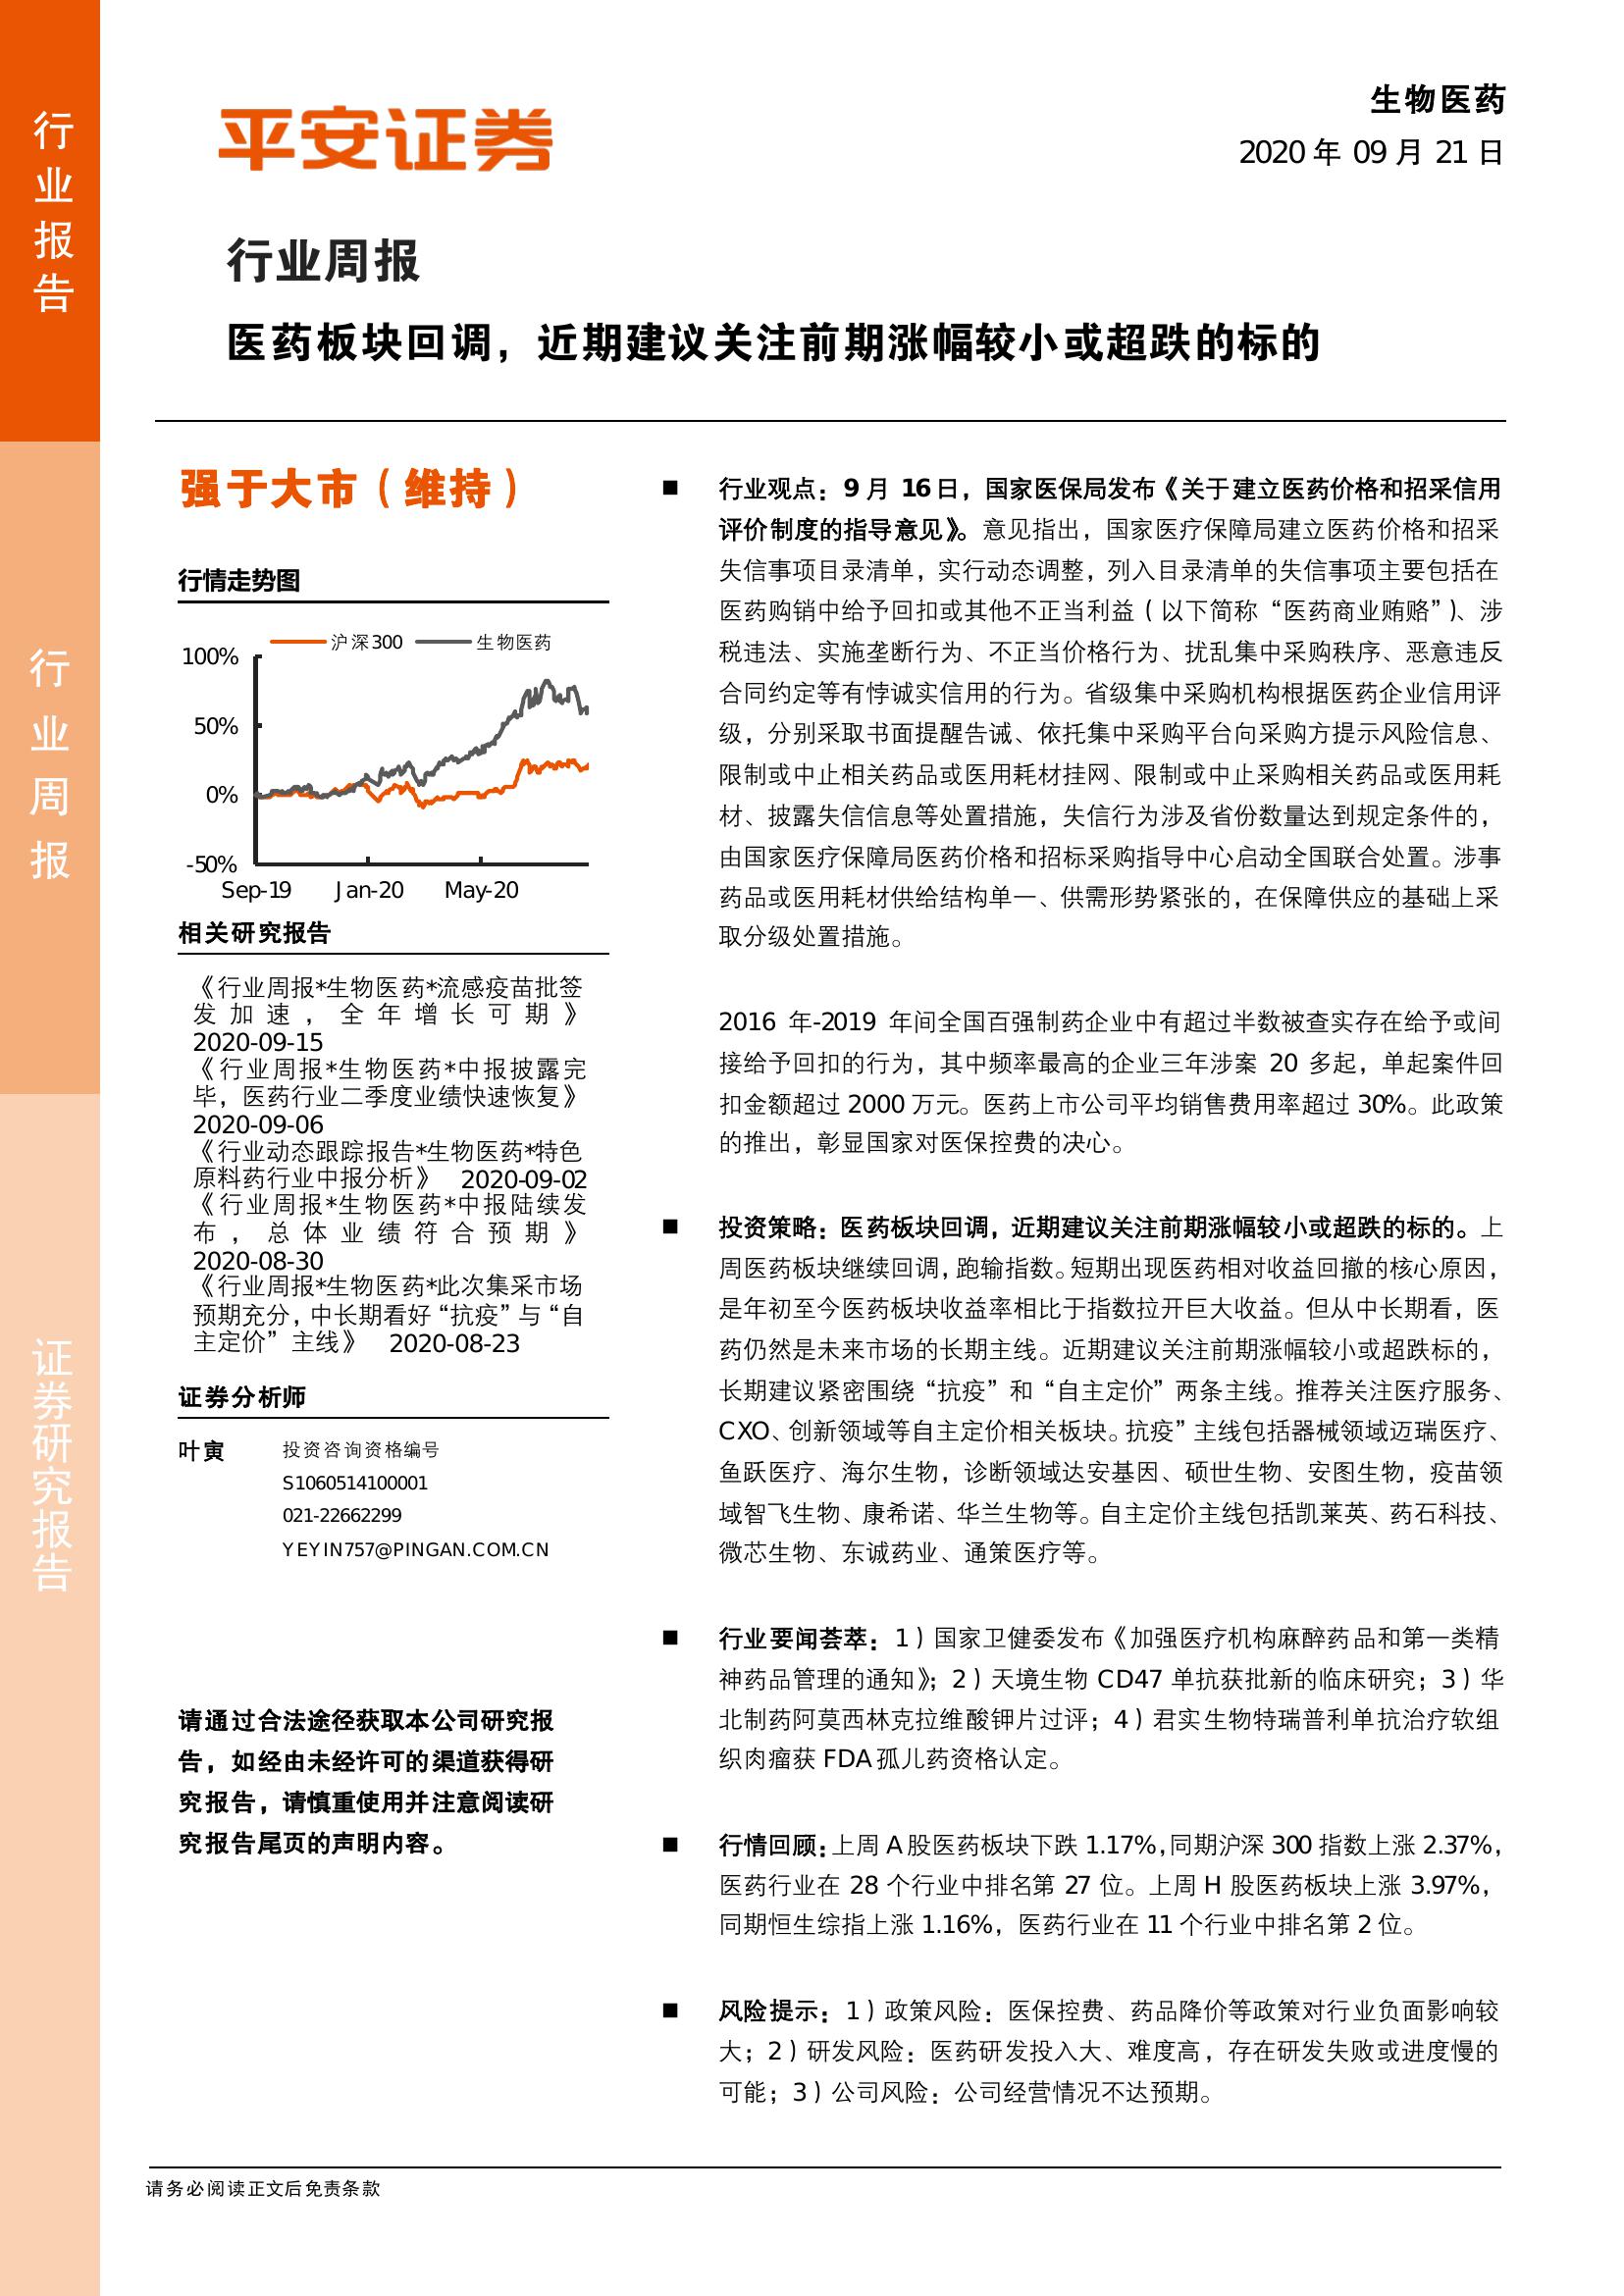 行业报告
行业周报
证券研究报告
平安证券
生物医药
2020 年 09 月 21 日
行业周报
医药板块回调，近期建议关注前期涨幅较小或超跌的标的
强于大市（维持）
行情走势图
沪深300 生物医药
100%
50%
0%
-50%
Sep-19 Jan-20 May-20
相关研究报告
《行业周报*生物医药*流感疫苗批签
发加速，全年增长可期》
2020-09-15
《行业周报*生物医药*中报披露完
毕，医药行业二季度业绩快速恢复》
2020-09-06
《行业动态跟踪报告*生物医药*特色
原料药行业中报分析》 2020-09-02
《行业周报*生物医药*中报陆续发
布，总体业绩符合预期》
2020-08-30
《行业周报*生物医药*此次集采市场
预期充分，中长期看好“抗疫”与“自
主定价”主线》 2020-08-23
证券分析师
叶寅 投资咨询资格编号
S1060514100001
021-22662299
YEYIN757@PINGAN.COM.CN
请通过合法途径获取本公司研究报
告，如经由未经许可的渠道获得研
究报告，请慎重使用并注意阅读研
究报告尾页的声明内容。
■ 行业观点：9 月 16 日，国家医保局发布《关于建立医药价格和招采信用
评价制度的指导意见》。意见指出，国家医疗保障局建立医药价格和招采
失信事项目录清单，实行动态调整，列入目录清单的失信事项主要包括在
医药购销中给予回扣或其他不正当利益（以下简称“医药商业贿赂”）、涉
税违法、实施垄断行为、不正当价格行为、扰乱集中采购秩序、恶意违反
合同约定等有悖诚实信用的行为。省级集中采购机构根据医药企业信用评
级，分别采取书面提醒告诫、依托集中采购平台向采购方提示风险信息、
限制或中止相关药品或医用耗材挂网、限制或中止采购相关药品或医用耗
材、披露失信信息等处置措施，失信行为涉及省份数量达到规定条件的，
由国家医疗保障局医药价格和招标采购指导中心启动全国联合处置。涉事
药品或医用耗材供给结构单一、供需形势紧张的，在保障供应的基础上采
取分级处置措施。
2016 年-2019 年间全国百强制药企业中有超过半数被查实存在给予或间
接给予回扣的行为，其中频率最高的企业三年涉案 20 多起，单起案件回
扣金额超过 2000 万元。医药上市公司平均销售费用率超过 30%。此政策
的推出，彰显国家对医保控费的决心。
■ 投资策略：医药板块回调，近期建议关注前期涨幅较小或超跌的标的。上
周医药板块继续回调，跑输指数。短期出现医药相对收益回撤的核心原因，
是年初至今医药板块收益率相比于指数拉开巨大收益。但从中长期看，医
药仍然是未来市场的长期主线。近期建议关注前期涨幅较小或超跌标的，
长期建议紧密围绕“抗疫”和“自主定价”两条主线。推荐关注医疗服务、
CXO、创新领域等自主定价相关板块。抗疫”主线包括器械领域迈瑞医疗、
鱼跃医疗、海尔生物，诊断领域达安基因、硕世生物、安图生物，疫苗领
域智飞生物、康希诺、华兰生物等。自主定价主线包括凯莱英、药石科技、
微芯生物、东诚药业、通策医疗等。
■ 行业要闻荟萃：1）国家卫健委发布《加强医疗机构麻醉药品和第一类精
神药品管理的通知》；2）天境生物 CD47 单抗获批新的临床研究；3）华
北制药阿莫西林克拉维酸钾片过评；4）君实生物特瑞普利单抗治疗软组
织肉瘤获 FDA 孤儿药资格认定。
■ 行情回顾：上周 A 股医药板块下跌 1.17%，同期沪深 300 指数上涨 2.37%，
医药行业在 28 个行业中排名第 27 位。上周 H 股医药板块上涨 3.97%，
同期恒生综指上涨 1.16%，医药行业在 11 个行业中排名第 2 位。
■ 风险提示：1）政策风险：医保控费、药品降价等政策对行业负面影响较
大；2）研发风险：医药研发投入大、难度高，存在研发失败或进度慢的
可能；3）公司风险：公司经营情况不达预期。
请务必阅读正文后免责条款